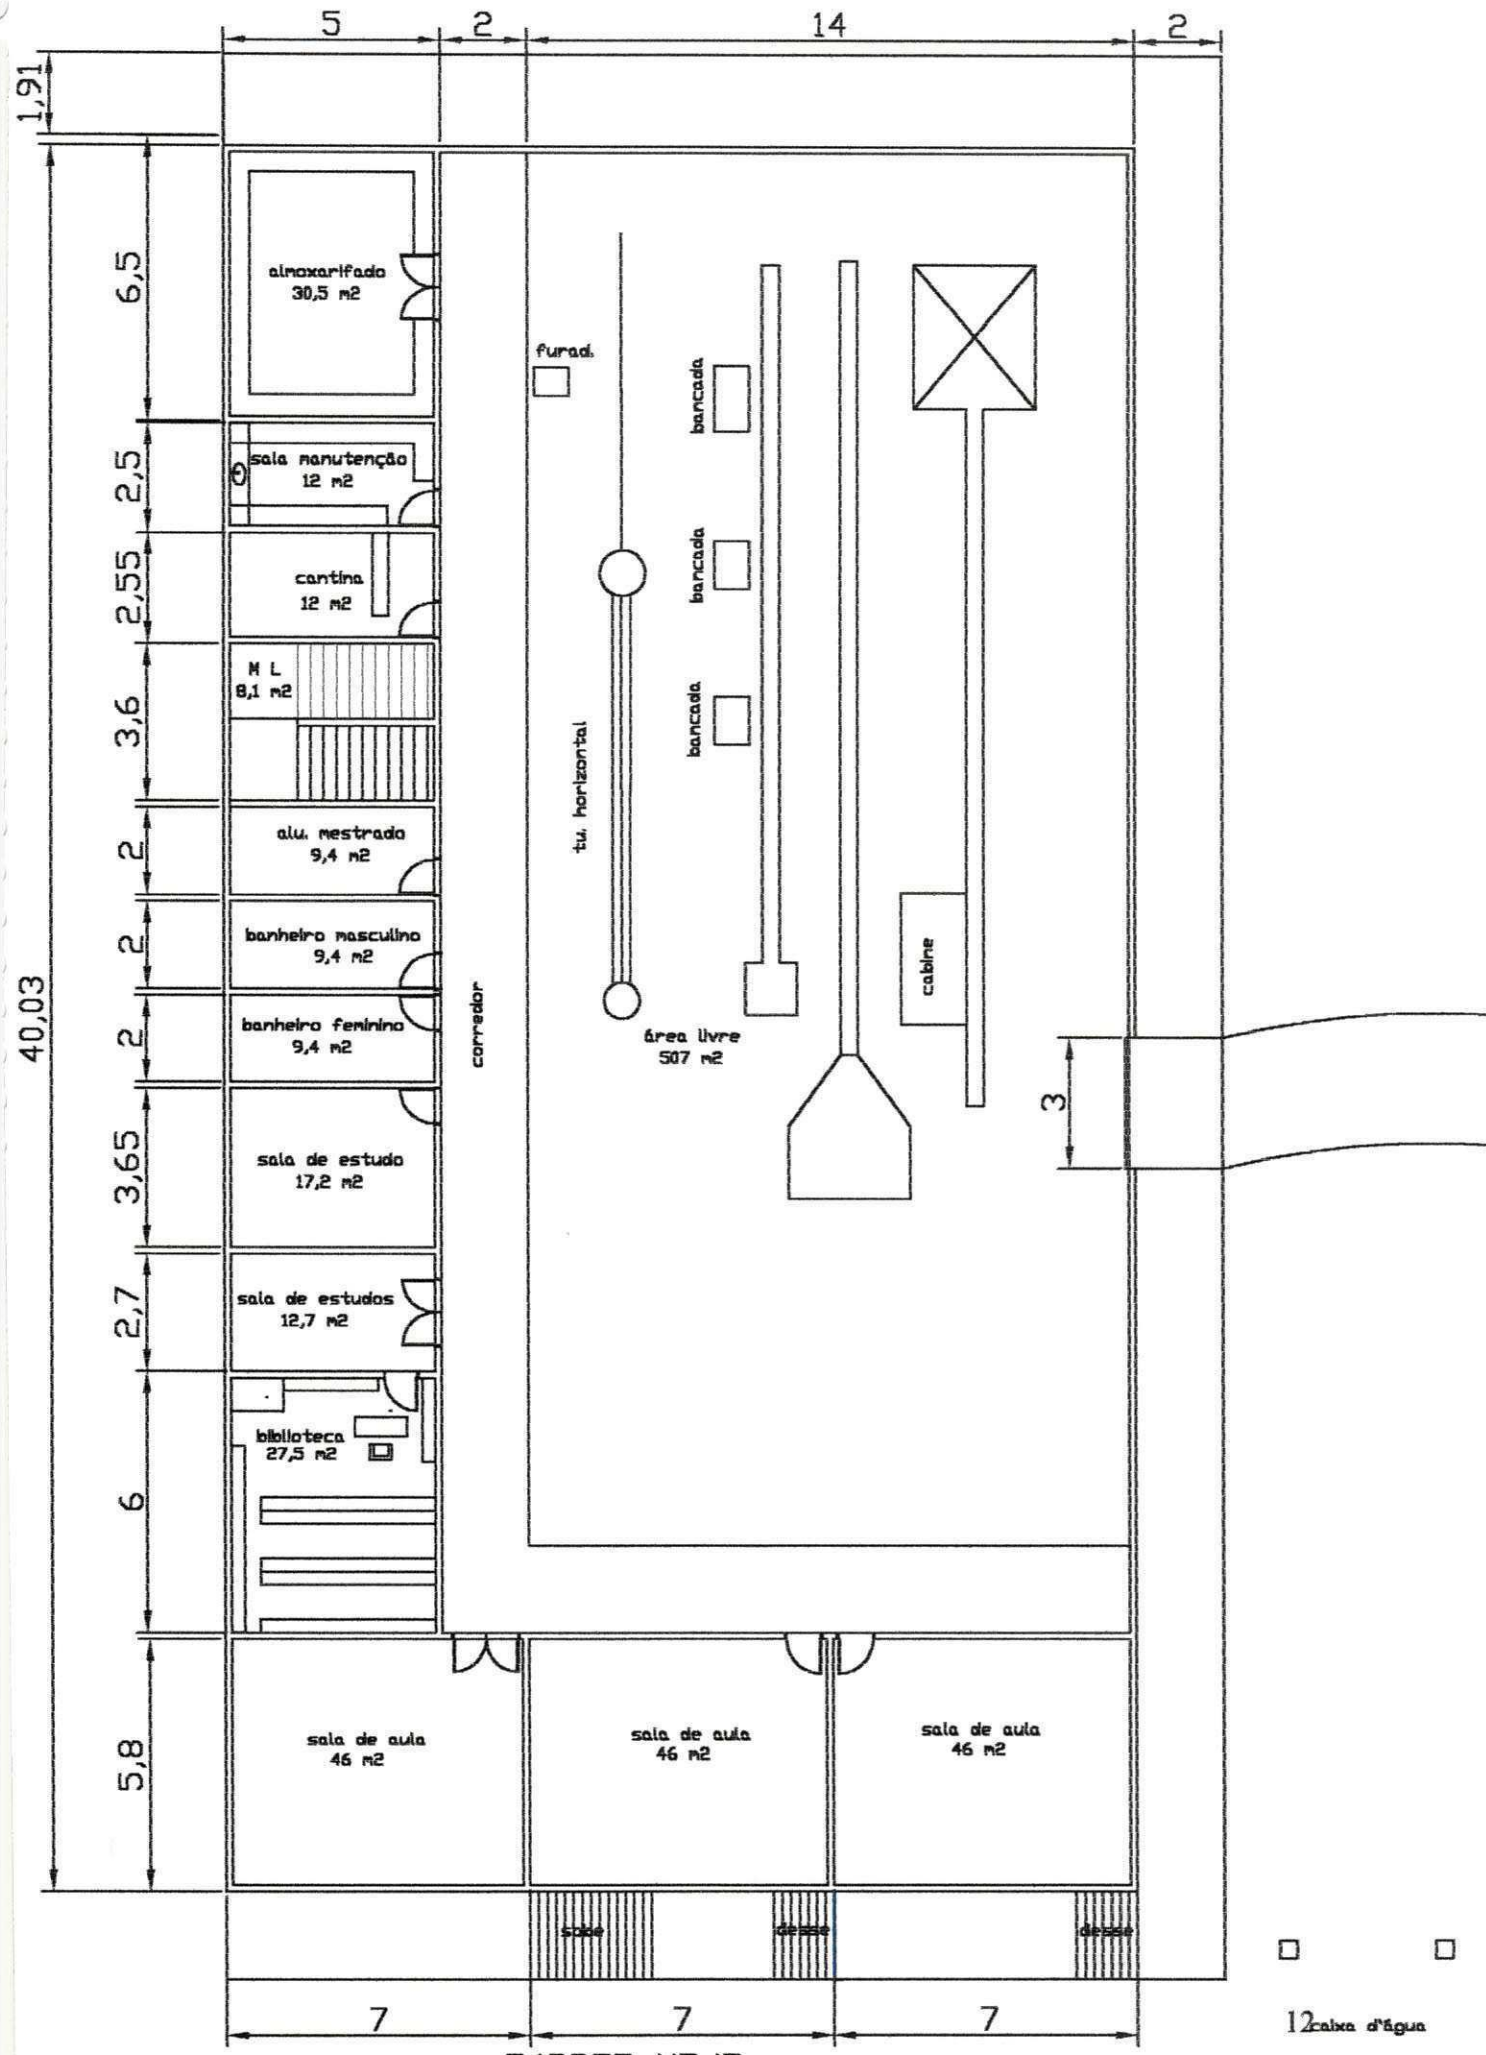 5
2
14
2
1,91
6,5
almoxarifado
30,5 m2
furad.
bancada
2,5
sala manutenção
12 m2
2,55
cantina
12 m2
bancada
3,6
M L
8,1 m2
bancada
tu. horizontal
2
alu. mestrado
9,4 m2
2
banheiro masculino
9,4 m2
cabine
40,03
2
banheiro feminino
9,4 m2
corredor
área livre
507 m2
3
3,65
sala de estudo
17,2 m2
2,7
sala de estudos
12,7 m2
biblioteca
27,5 m2
6
5,8
sala de aula
46 m2
sala de aula
46 m2
sala de aula
46 m2
sobe
desse
desse
7
7
7
12 caixa d'água